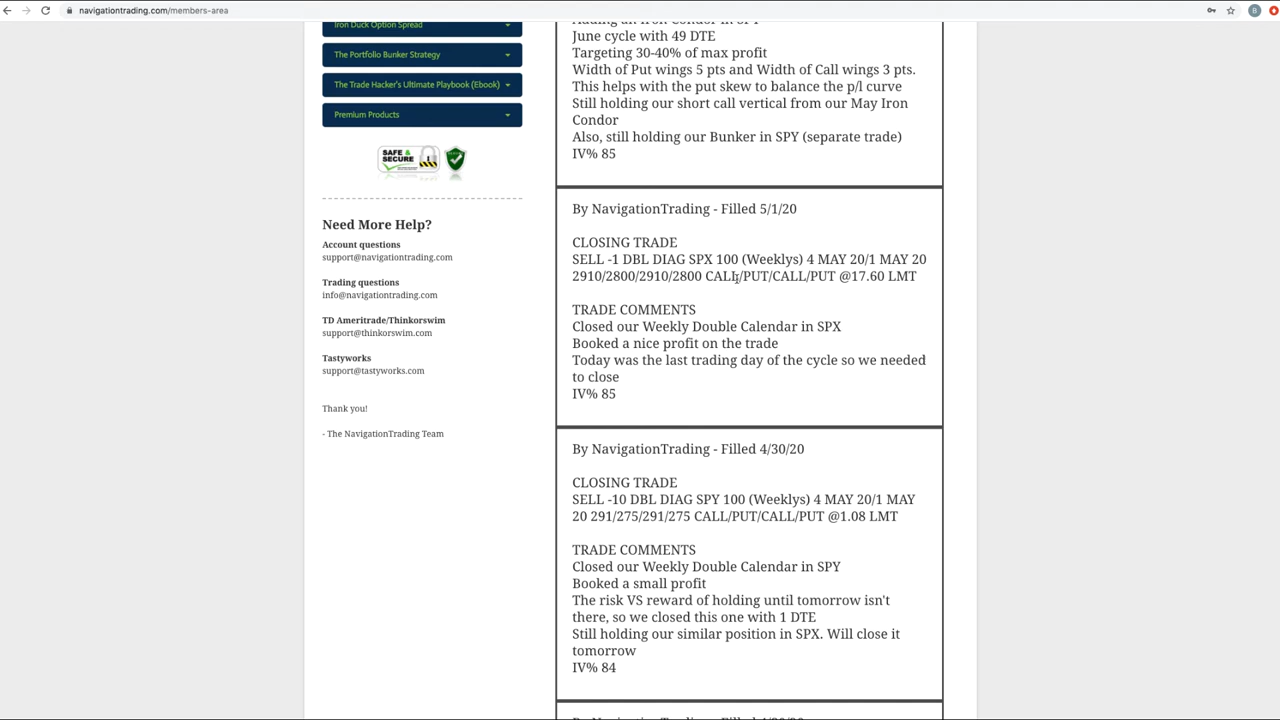 navigationtrading.com/members-area
B
Iron Duck Option Spread
The Portfolio Bunker Strategy
The Trade Hacker's Ultimate Playbook (Ebook)
Premium Products
SAFE &
SECURE
Need More Help?
Account questions
support@navigationtrading.com
Trading questions
info@navigationtrading.com
TD Ameritrade/Thinkorswim
support@thinkorswim.com
Tastyworks
support@tastyworks.com
Thank you!
- The NavigationTrading Team
Adding an Iron Condor in SPY
June cycle with 49 DTE
Targeting 30-40% of max profit
Width of Put wings 5 pts and Width of Call wings 3 pts.
This helps with the put skew to balance the p/l curve
Still holding our short call vertical from our May Iron
Condor
Also, still holding our Bunker in SPY (separate trade)
IV% 85
By NavigationTrading - Filled 5/1/20
CLOSING TRADE
SELL -1 DBL DIAG SPX 100 (Weeklys) 4 MAY 20/1 MAY 20
2910/2800/2910/2800 CALL/PUT/CALL/PUT @17.60 LMT
TRADE COMMENTS
Closed our Weekly Double Calendar in SPX
Booked a nice profit on the trade
Today was the last trading day of the cycle so we needed
to close
IV% 85
By NavigationTrading - Filled 4/30/20
CLOSING TRADE
SELL -10 DBL DIAG SPY 100 (Weeklys) 4 MAY 20/1 MAY
20 291/275/291/275 CALL/PUT/CALL/PUT @1.08 LMT
TRADE COMMENTS
Closed our Weekly Double Calendar in SPY
Booked a small profit
The risk VS reward of holding until tomorrow isn't
there, so we closed this one with 1 DTE
Still holding our similar position in SPX. Will close it
tomorrow
IV% 84